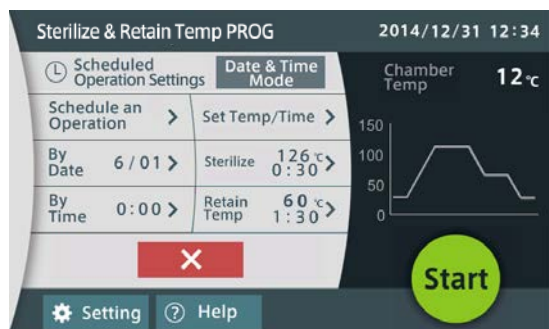 Sterilize & Retain Temp PROG
2014/12/31 12:34
Scheduled
Operation Settings
Date & Time
Mode
Chamber
Temp
12℃
Schedule an
Operation >
Set Temp/Time >
By
Date
6/01 >
Sterilize
126℃
0:30 >
By
Time
0:00 >
Retain
Temp
60℃
1:30 >
150
100
50
0
Start
Setting
? Help